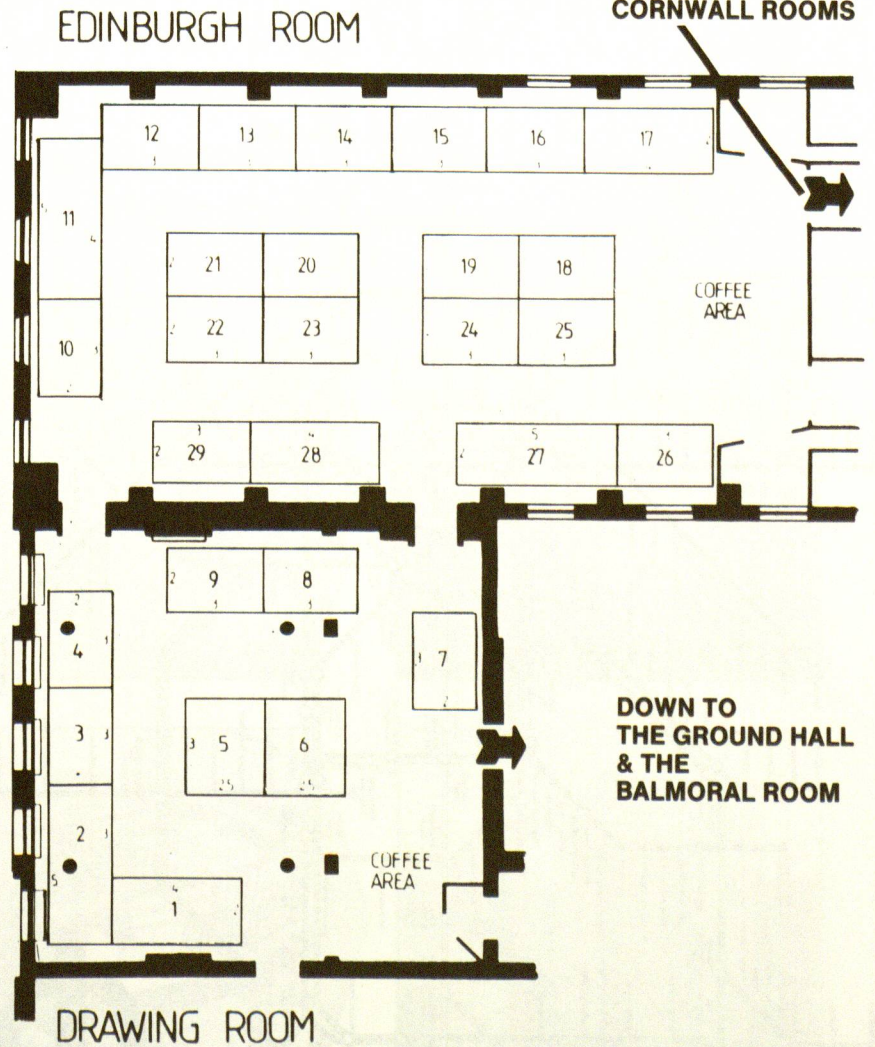 EDINBURGH ROOM
CORNWALL ROOMS
12 13 14 15 16 17
11
21 20 19 18
COFFEE
AREA
22 23 24 25
10
29 28 27 26
9 8
4
7
3 5 6
2
1
COFFEE
AREA
DOWN TO
THE GROUND HALL
& THE
BALMORAL ROOM
DRAWING ROOM